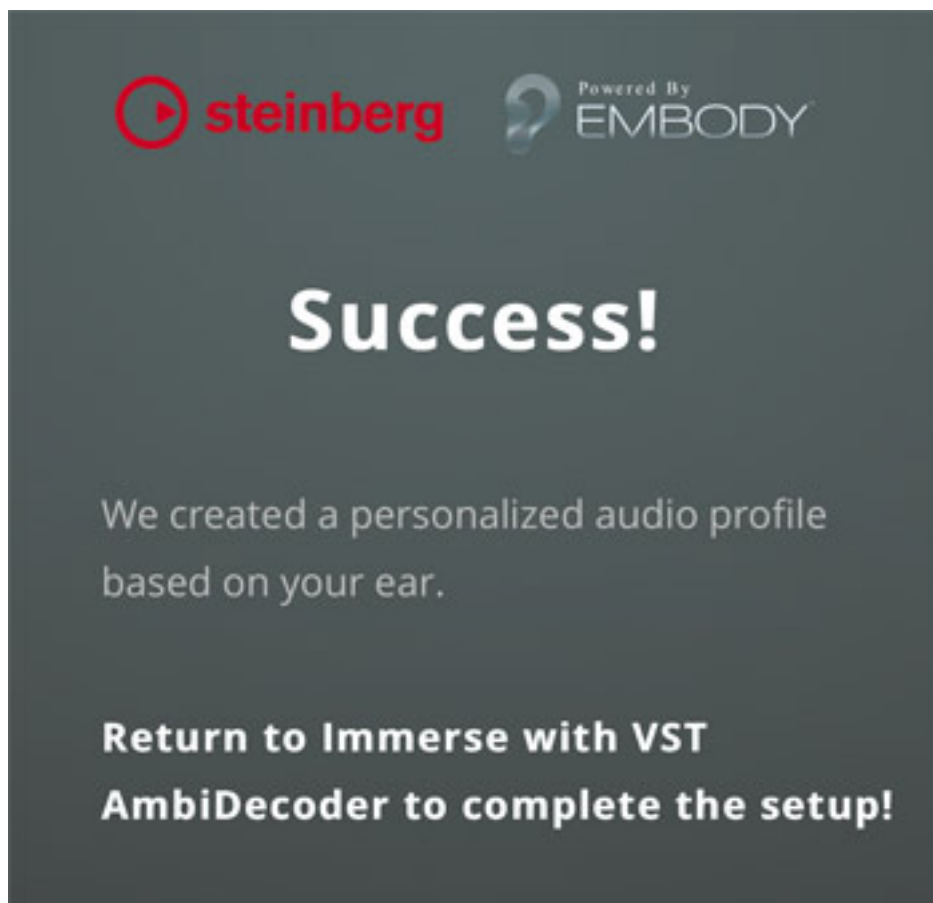 steinberg
Powered By
EMBODY
Success!
We created a personalized audio profile
based on your ear.
Return to Immerse with VST
AmbiDecoder to complete the setup!